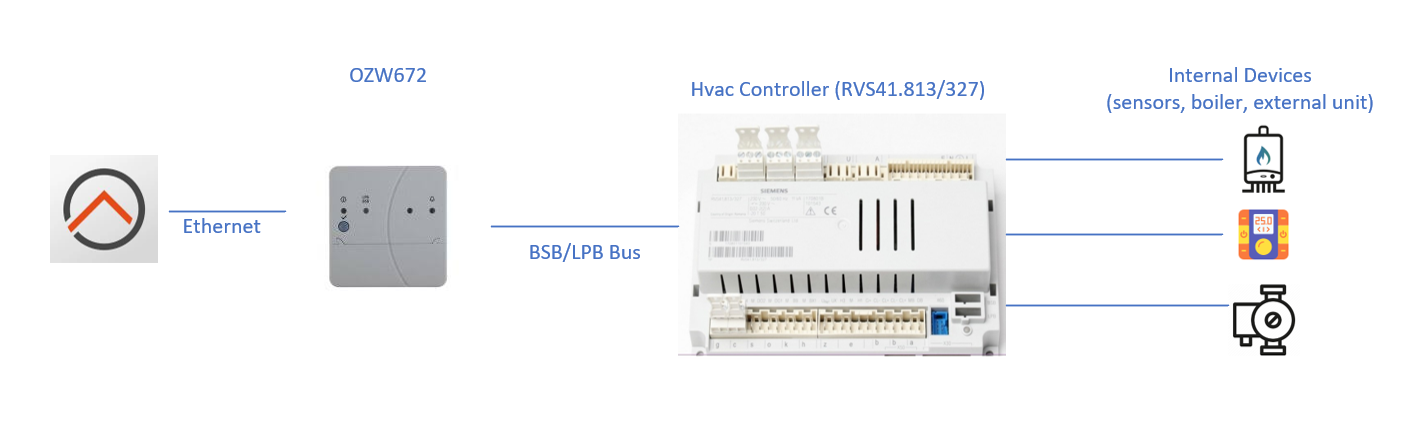 OZW672
Hvac Controller (RVS41.813/327)
Internal Devices
(sensors, boiler, external unit)
Ethernet
BSB/LPB Bus
SIEMENS
25.0